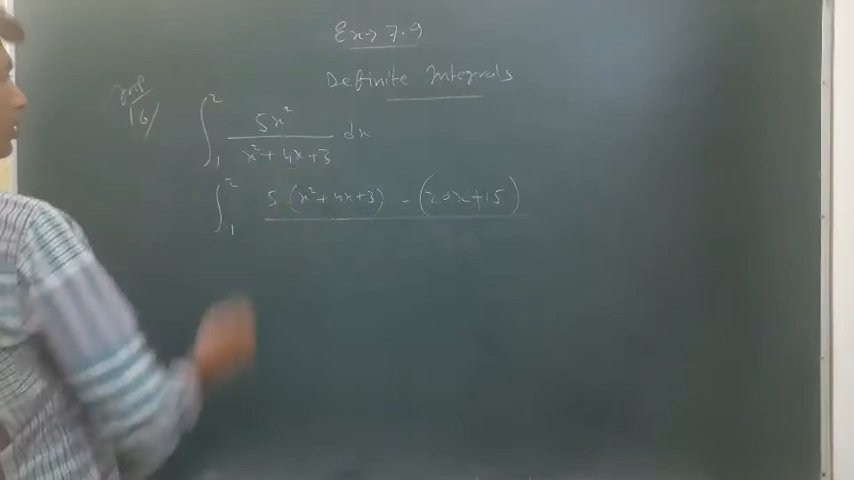 Ex→ 7.9
Definite Integrals
16/
∫₁² 5x² / x² + 4x + 3 dx
∫₁² 5 (x² + 4x + 3) - (20x + 15)